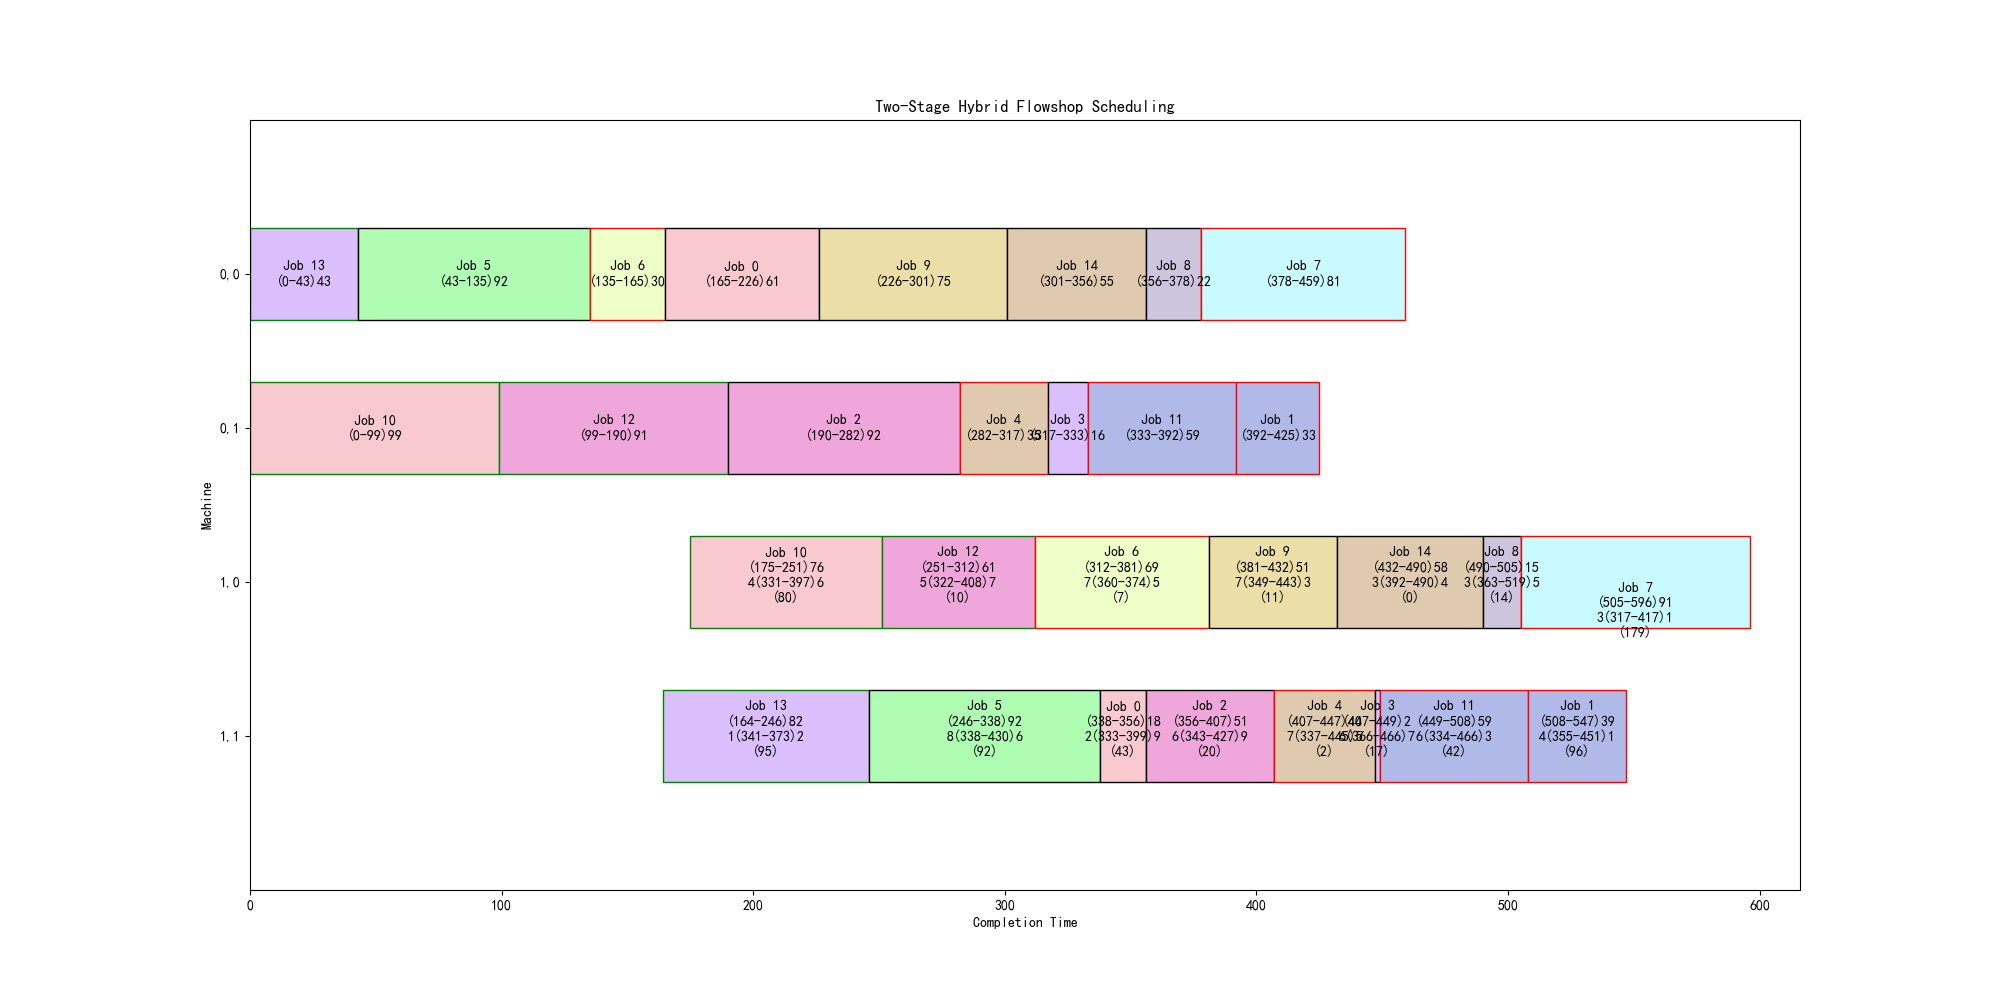 Two-Stage Hybrid Flowshop Scheduling
Machine
0,0
Job 13
(0-43)43
Job 5
(43-135)92
Job 6
(135-165)30
Job 0
(165-226)61
Job 9
(226-301)75
Job 14
(301-356)55
Job 8
(356-378)22
Job 7
(378-459)81
0,1
Job 10
(0-99)99
Job 12
(99-190)91
Job 2
(190-282)92
Job 4
(282-317)35
Job 3
(317-333)16
Job 11
(333-392)59
Job 1
(392-425)33
1,0
Job 10
(175-251)76
4(331-397)6
(80)
Job 12
(251-312)61
5(322-408)7
(10)
Job 6
(312-381)69
7(360-374)5
(7)
Job 9
(381-432)51
7(349-443)3
(11)
Job 14
(432-490)58
3(392-490)4
(0)
Job 8
(490-505)15
3(363-519)5
(14)
Job 7
(505-596)91
3(317-417)1
(179)
1,1
Job 13
(164-246)82
1(341-373)2
(95)
Job 5
(246-338)92
8(338-430)6
(92)
Job 0
(338-356)18
2(333-399)9
(43)
Job 2
(356-407)51
6(343-427)9
(20)
Job 4
(407-447)40
7(337-445)5
(2)
Job 3
(447-449)2
6(366-466)7
(17)
Job 11
(449-508)59
6(334-466)3
(42)
Job 1
(508-547)39
4(355-451)1
(96)
0
100
200
300
400
500
600
Completion Time